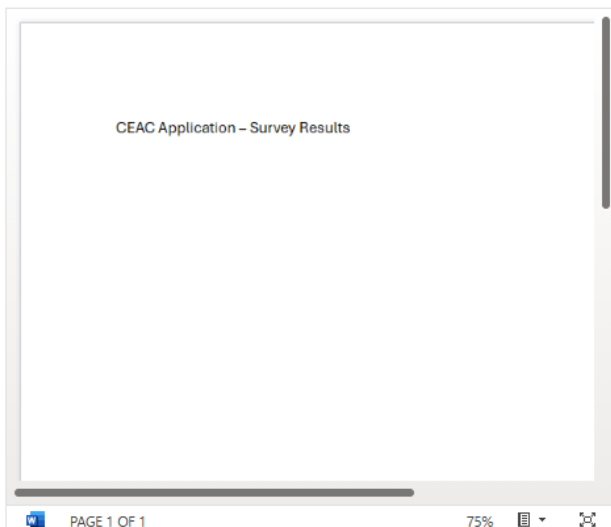 CEAC Application – Survey Results
PAGE 1 OF 1
75%